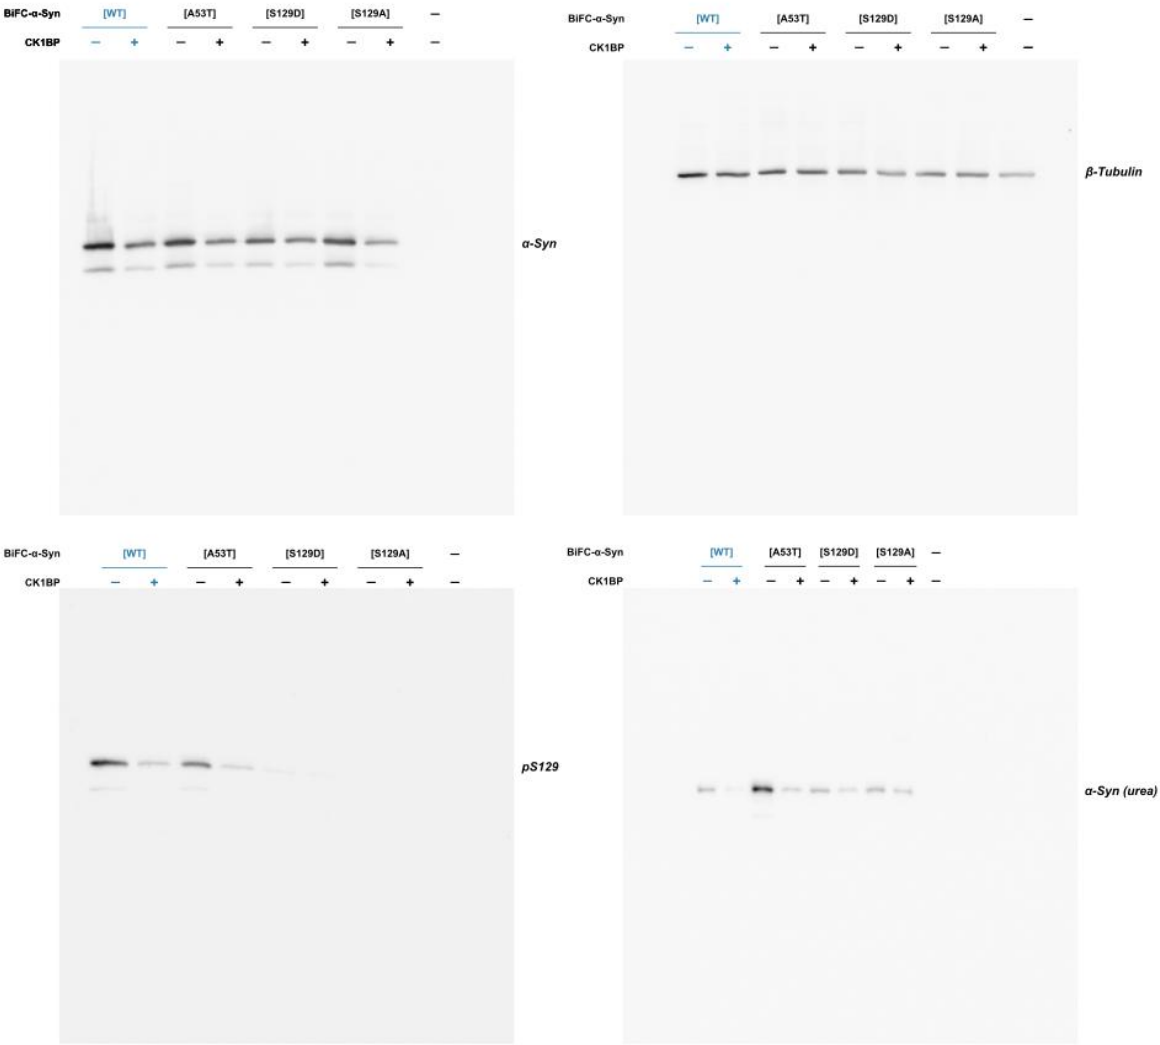 BiFC-α-Syn [WT] [A53T] [S129D] [S129A] –
CK1BP – + – + – + – + –
α-Syn
BiFC-α-Syn [WT] [A53T] [S129D] [S129A] –
CK1BP – + – + – + – + –
β-Tubulin
BiFC-α-Syn [WT] [A53T] [S129D] [S129A] –
CK1BP – + – + – + – + –
pS129
BiFC-α-Syn [WT] [A53T] [S129D] [S129A] –
CK1BP – + – + – + – + –
α-Syn (urea)